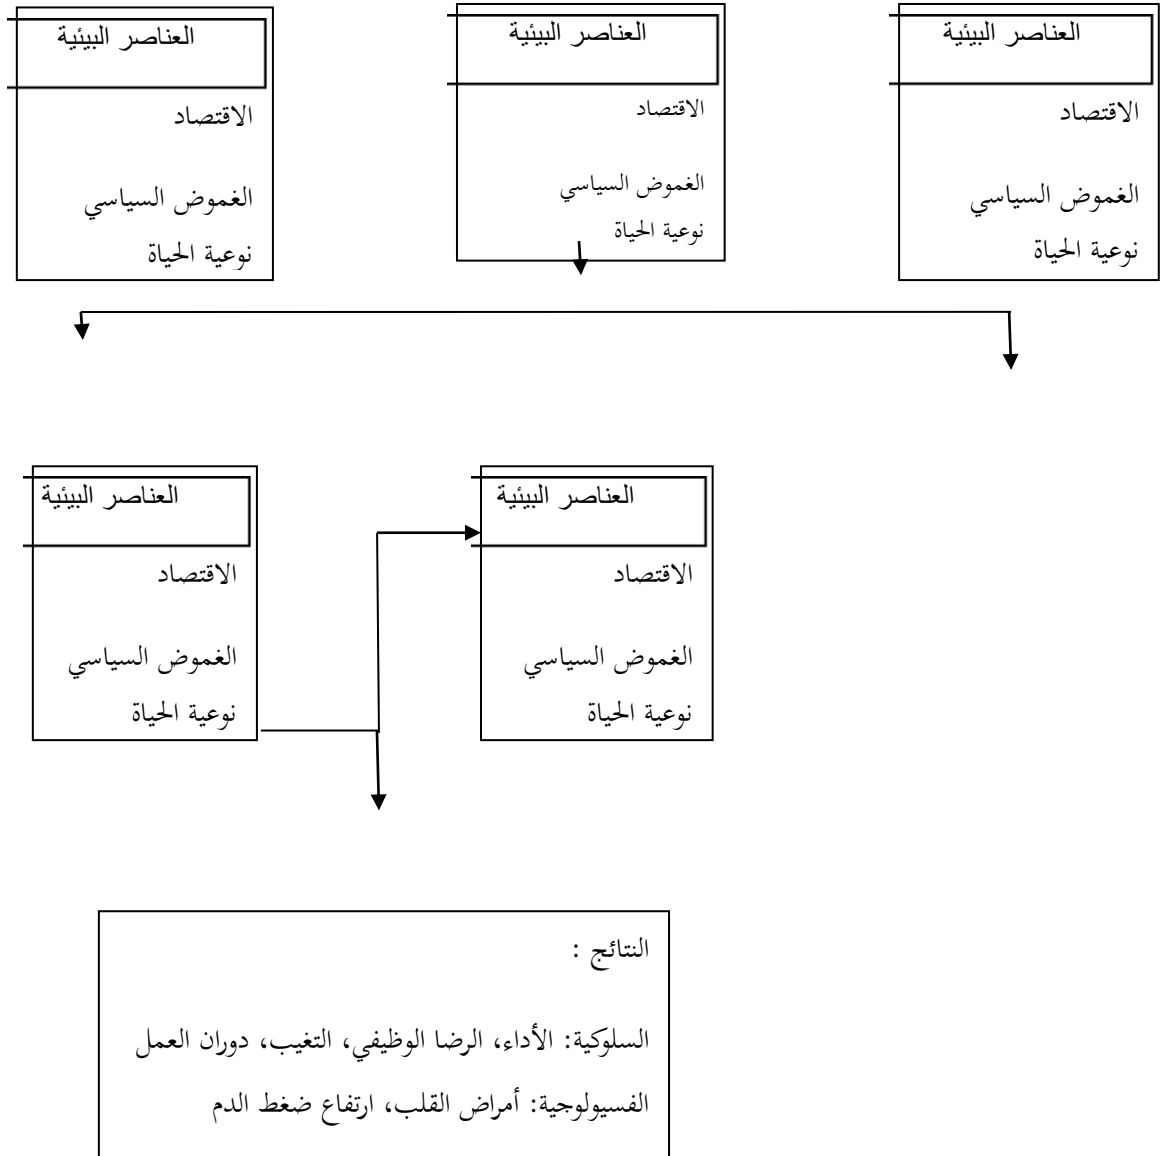 العناصر البيئية
الاقتصاد
الغموض السياسي
نوعية الحياة
العناصر البيئية
الاقتصاد
الغموض السياسي
نوعية الحياة
العناصر البيئية
الاقتصاد
الغموض السياسي
نوعية الحياة
العناصر البيئية
الاقتصاد
الغموض السياسي
نوعية الحياة
العناصر البيئية
الاقتصاد
الغموض السياسي
نوعية الحياة
النتائج :
السلوكية: الأداء، الرضا الوظيفي، التغيب، دوران العمل
الفسيولوجية: أمراض القلب، ارتفاع ضغط الدم